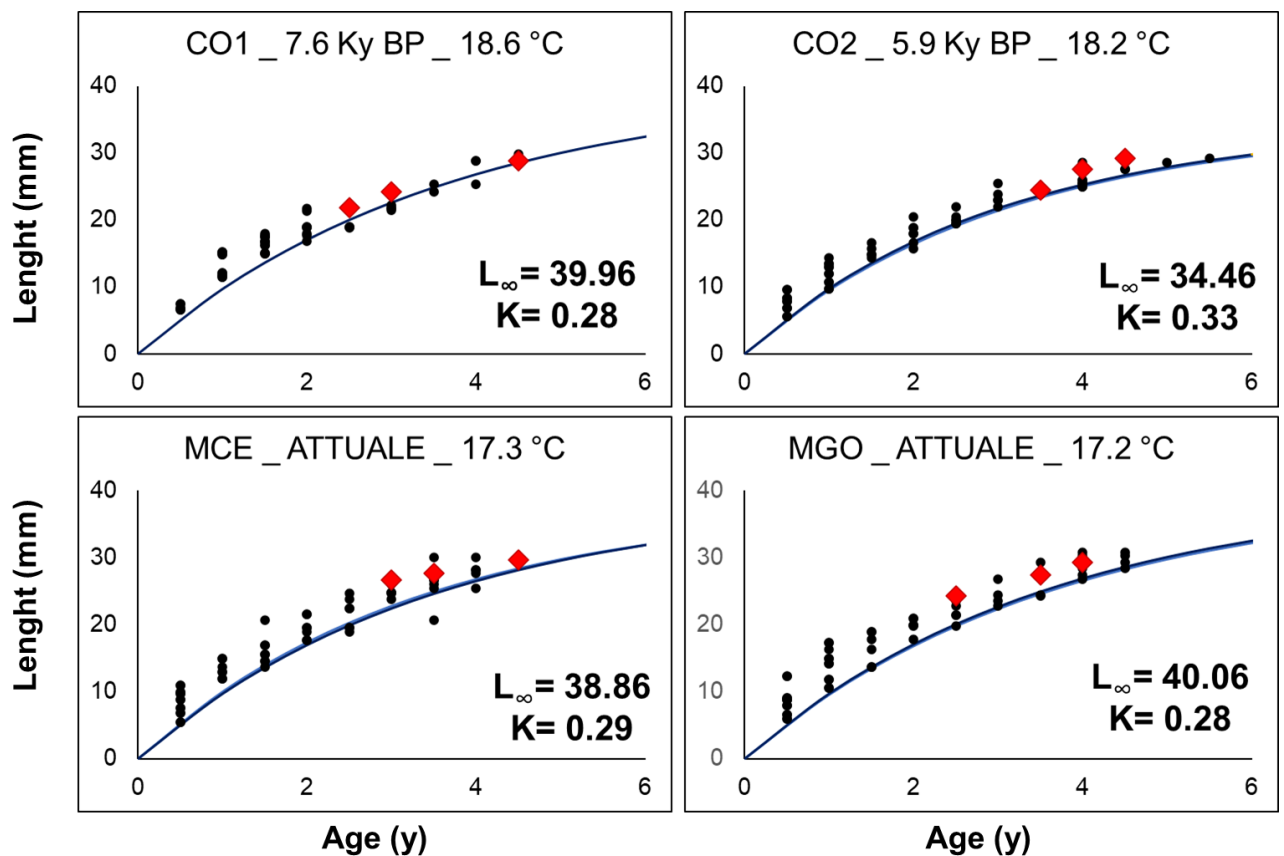 CO1 _ 7.6 Ky BP _ 18.6 °C
Lenght (mm)
40
30
20
10
0
0 2 4 6
L∞= 39.96
K= 0.28
CO2 _ 5.9 Ky BP _ 18.2 °C
40
30
20
10
0
0 2 4 6
L∞= 34.46
K= 0.33
MCE _ ATTUALE _ 17.3 °C
Lenght (mm)
40
30
20
10
0
0 2 4 6
L∞= 38.86
K= 0.29
Age (y)
MGO _ ATTUALE _ 17.2 °C
40
30
20
10
0
0 2 4 6
L∞= 40.06
K= 0.28
Age (y)